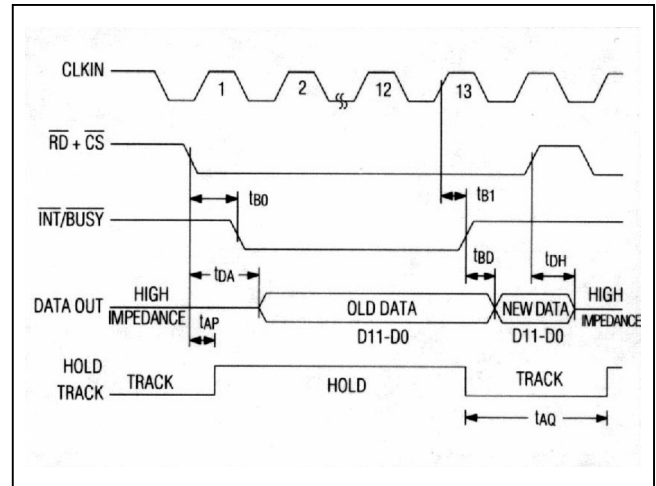 CLKIN
1 2 12 13
RD + CS
tB0 tB1
INT/BUSY
tDA tBD tDH
DATA OUT HIGH IMPEDANCE OLD DATA NEW DATA HIGH IMPEDANCE
D11-D0 D11-D0
tAP
HOLD
TRACK TRACK HOLD TRACK
tAQ